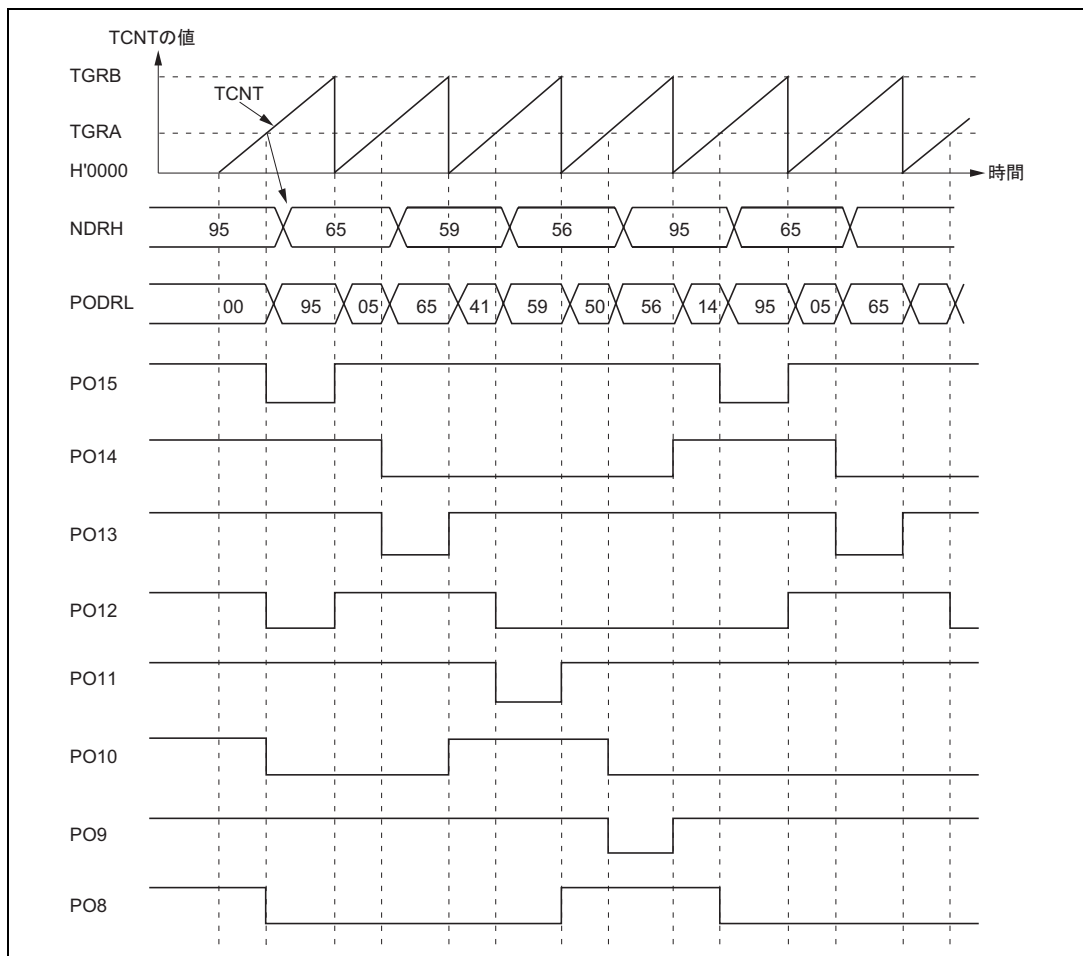 TCNTの値
TGRB
TCNT
TGRA
H'0000
時間
NDRH 95 65 59 56 95 65
PODRL 00 95 05 65 41 59 50 56 14 95 05 65
PO15
PO14
PO13
PO12
PO11
PO10
PO9
PO8